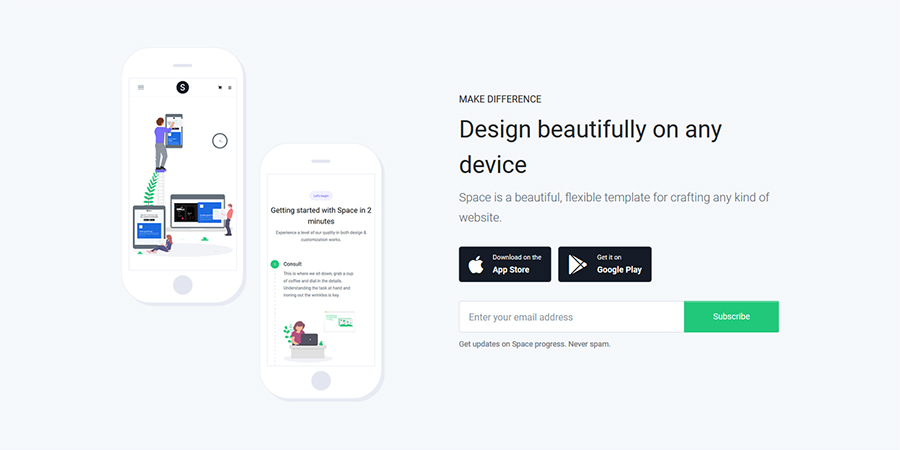 S
Let's begin
Getting started with Space in 2
minutes
Experience a level of our quality in both design &
customization works.
Consult
This is where we sit down, grab a cup
of coffee and dial in the details.
Understanding the task at hand and
ironing out the wrinkles is key.
MAKE DIFFERENCE
Design beautifully on any
device
Space is a beautiful, flexible template for crafting any kind of
website.
Download on the
App Store
Get it on
Google Play
Enter your email address
Subscribe
Get updates on Space progress. Never spam.